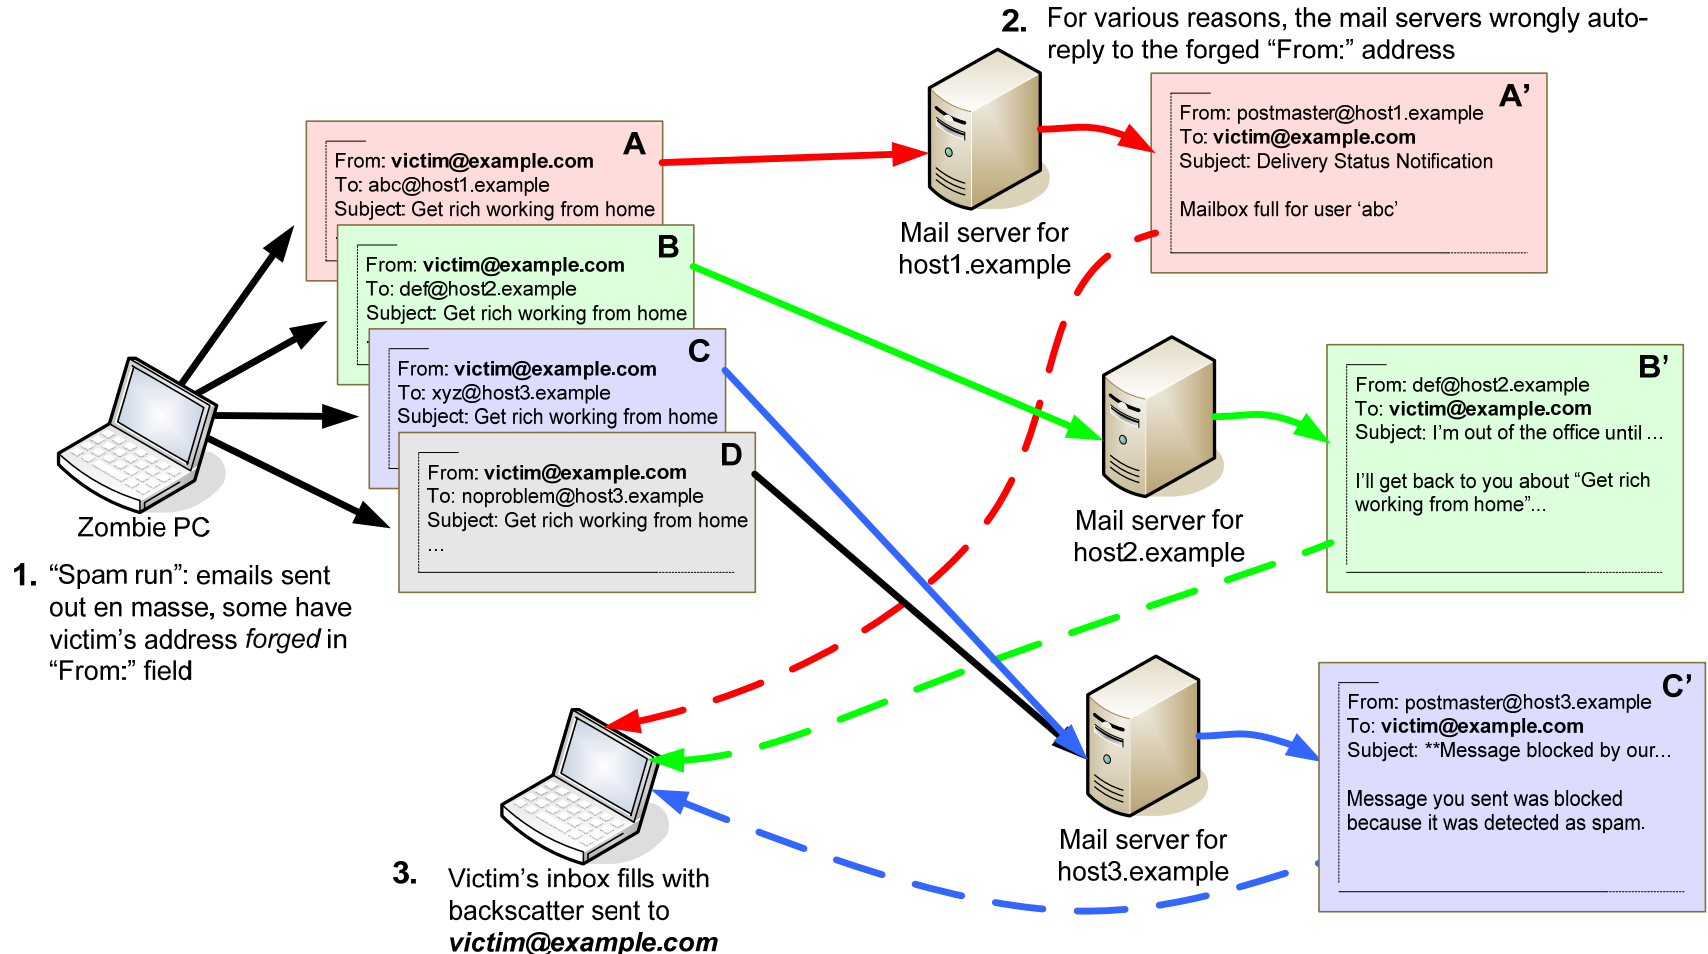 2. For various reasons, the mail servers wrongly auto-
reply to the forged “From:” address
A
From: victim@example.com
To: abc@host1.example
Subject: Get rich working from home
B
From: victim@example.com
To: def@host2.example
Subject: Get rich working from home
C
From: victim@example.com
To: xyz@host3.example
Subject: Get rich working from home
D
From: victim@example.com
To: noproblem@host3.example
Subject: Get rich working from home
...
Zombie PC
1. “Spam run”: emails sent
out en masse, some have
victim’s address forged in
“From:” field
Mail server for
host1.example
A’
From: postmaster@host1.example
To: victim@example.com
Subject: Delivery Status Notification
Mailbox full for user ‘abc’
Mail server for
host2.example
B’
From: def@host2.example
To: victim@example.com
Subject: I’m out of the office until ...
I’ll get back to you about “Get rich
working from home”...
Mail server for
host3.example
C’
From: postmaster@host3.example
To: victim@example.com
Subject: **Message blocked by our...
Message you sent was blocked
because it was detected as spam.
3. Victim’s inbox fills with
backscatter sent to
victim@example.com